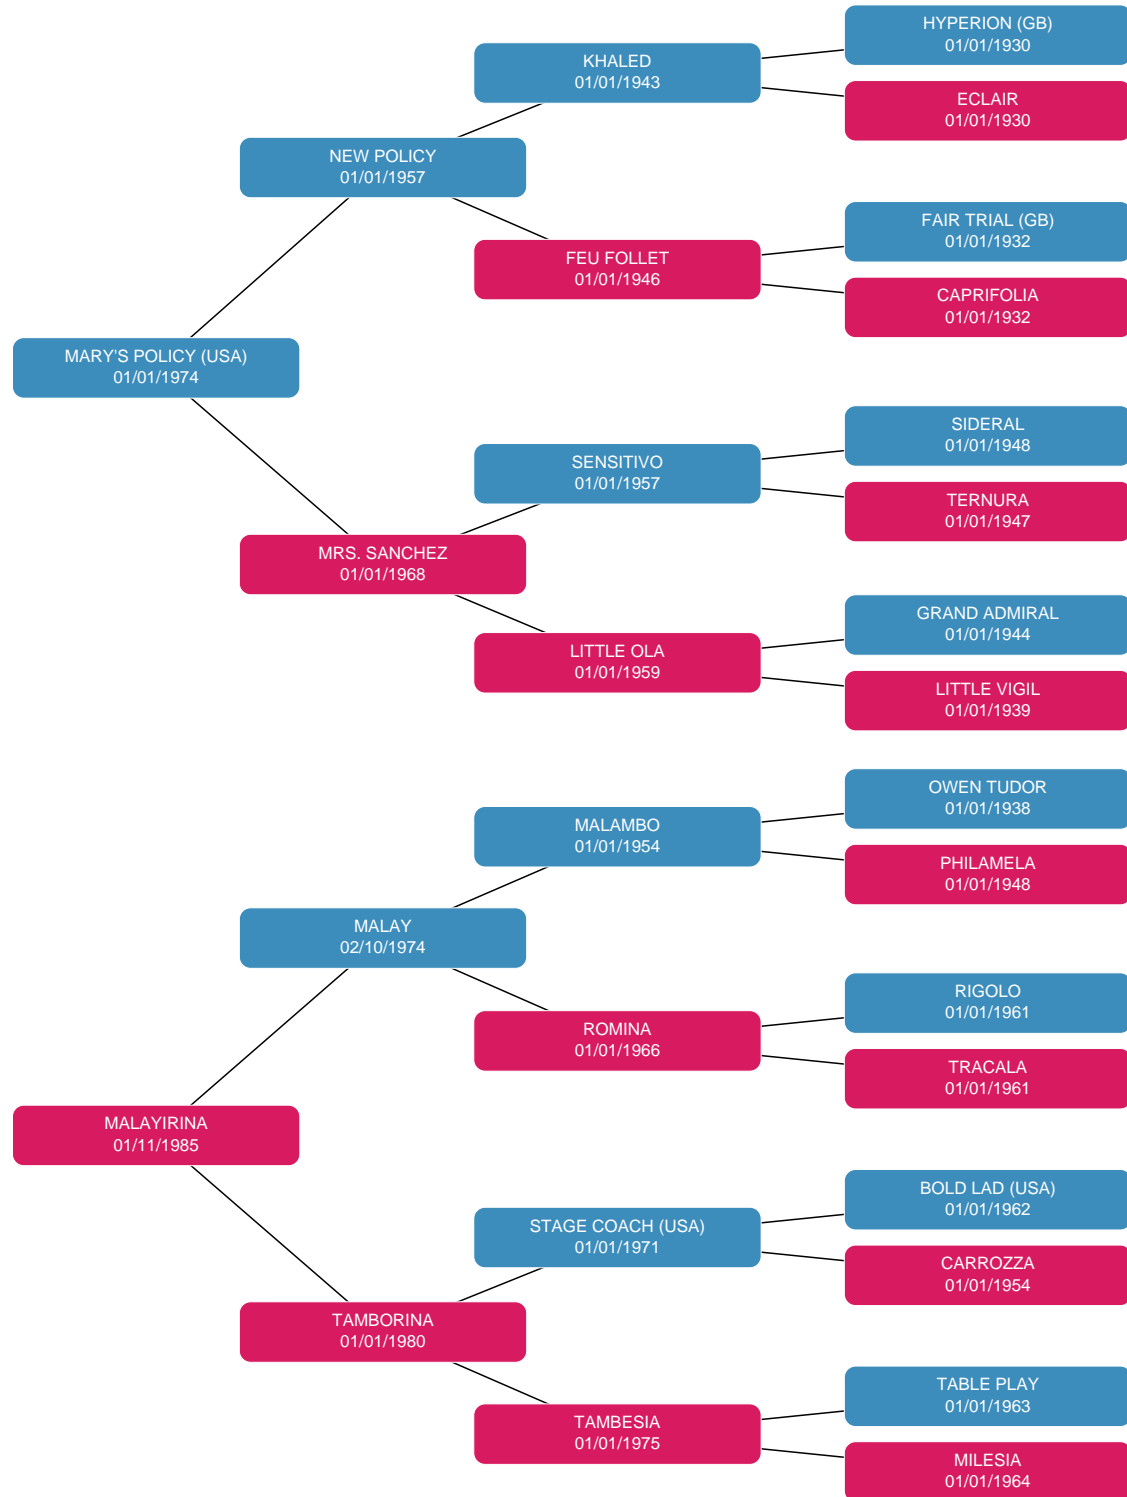 HYPERION (GB)
01/01/1930
KHALED
01/01/1943
ECLAIR
01/01/1930
NEW POLICY
01/01/1957
FAIR TRIAL (GB)
01/01/1932
FEU FOLLET
01/01/1946
CAPRIFOLIA
01/01/1932
MARY'S POLICY (USA)
01/01/1974
SIDERAL
01/01/1948
SENSITIVO
01/01/1957
TERNURA
01/01/1947
MRS. SANCHEZ
01/01/1968
GRAND ADMIRAL
01/01/1944
LITTLE OLA
01/01/1959
LITTLE VIGIL
01/01/1939
OWEN TUDOR
01/01/1938
MALAMBO
01/01/1954
PHILAMELA
01/01/1948
MALAY
02/10/1974
RIGOLO
01/01/1961
ROMINA
01/01/1966
TRACALA
01/01/1961
MALAYIRINA
01/11/1985
BOLD LAD (USA)
01/01/1962
STAGE COACH (USA)
01/01/1971
CARROZZA
01/01/1954
TAMBORINA
01/01/1980
TABLE PLAY
01/01/1963
TAMBESIA
01/01/1975
MILESIA
01/01/1964